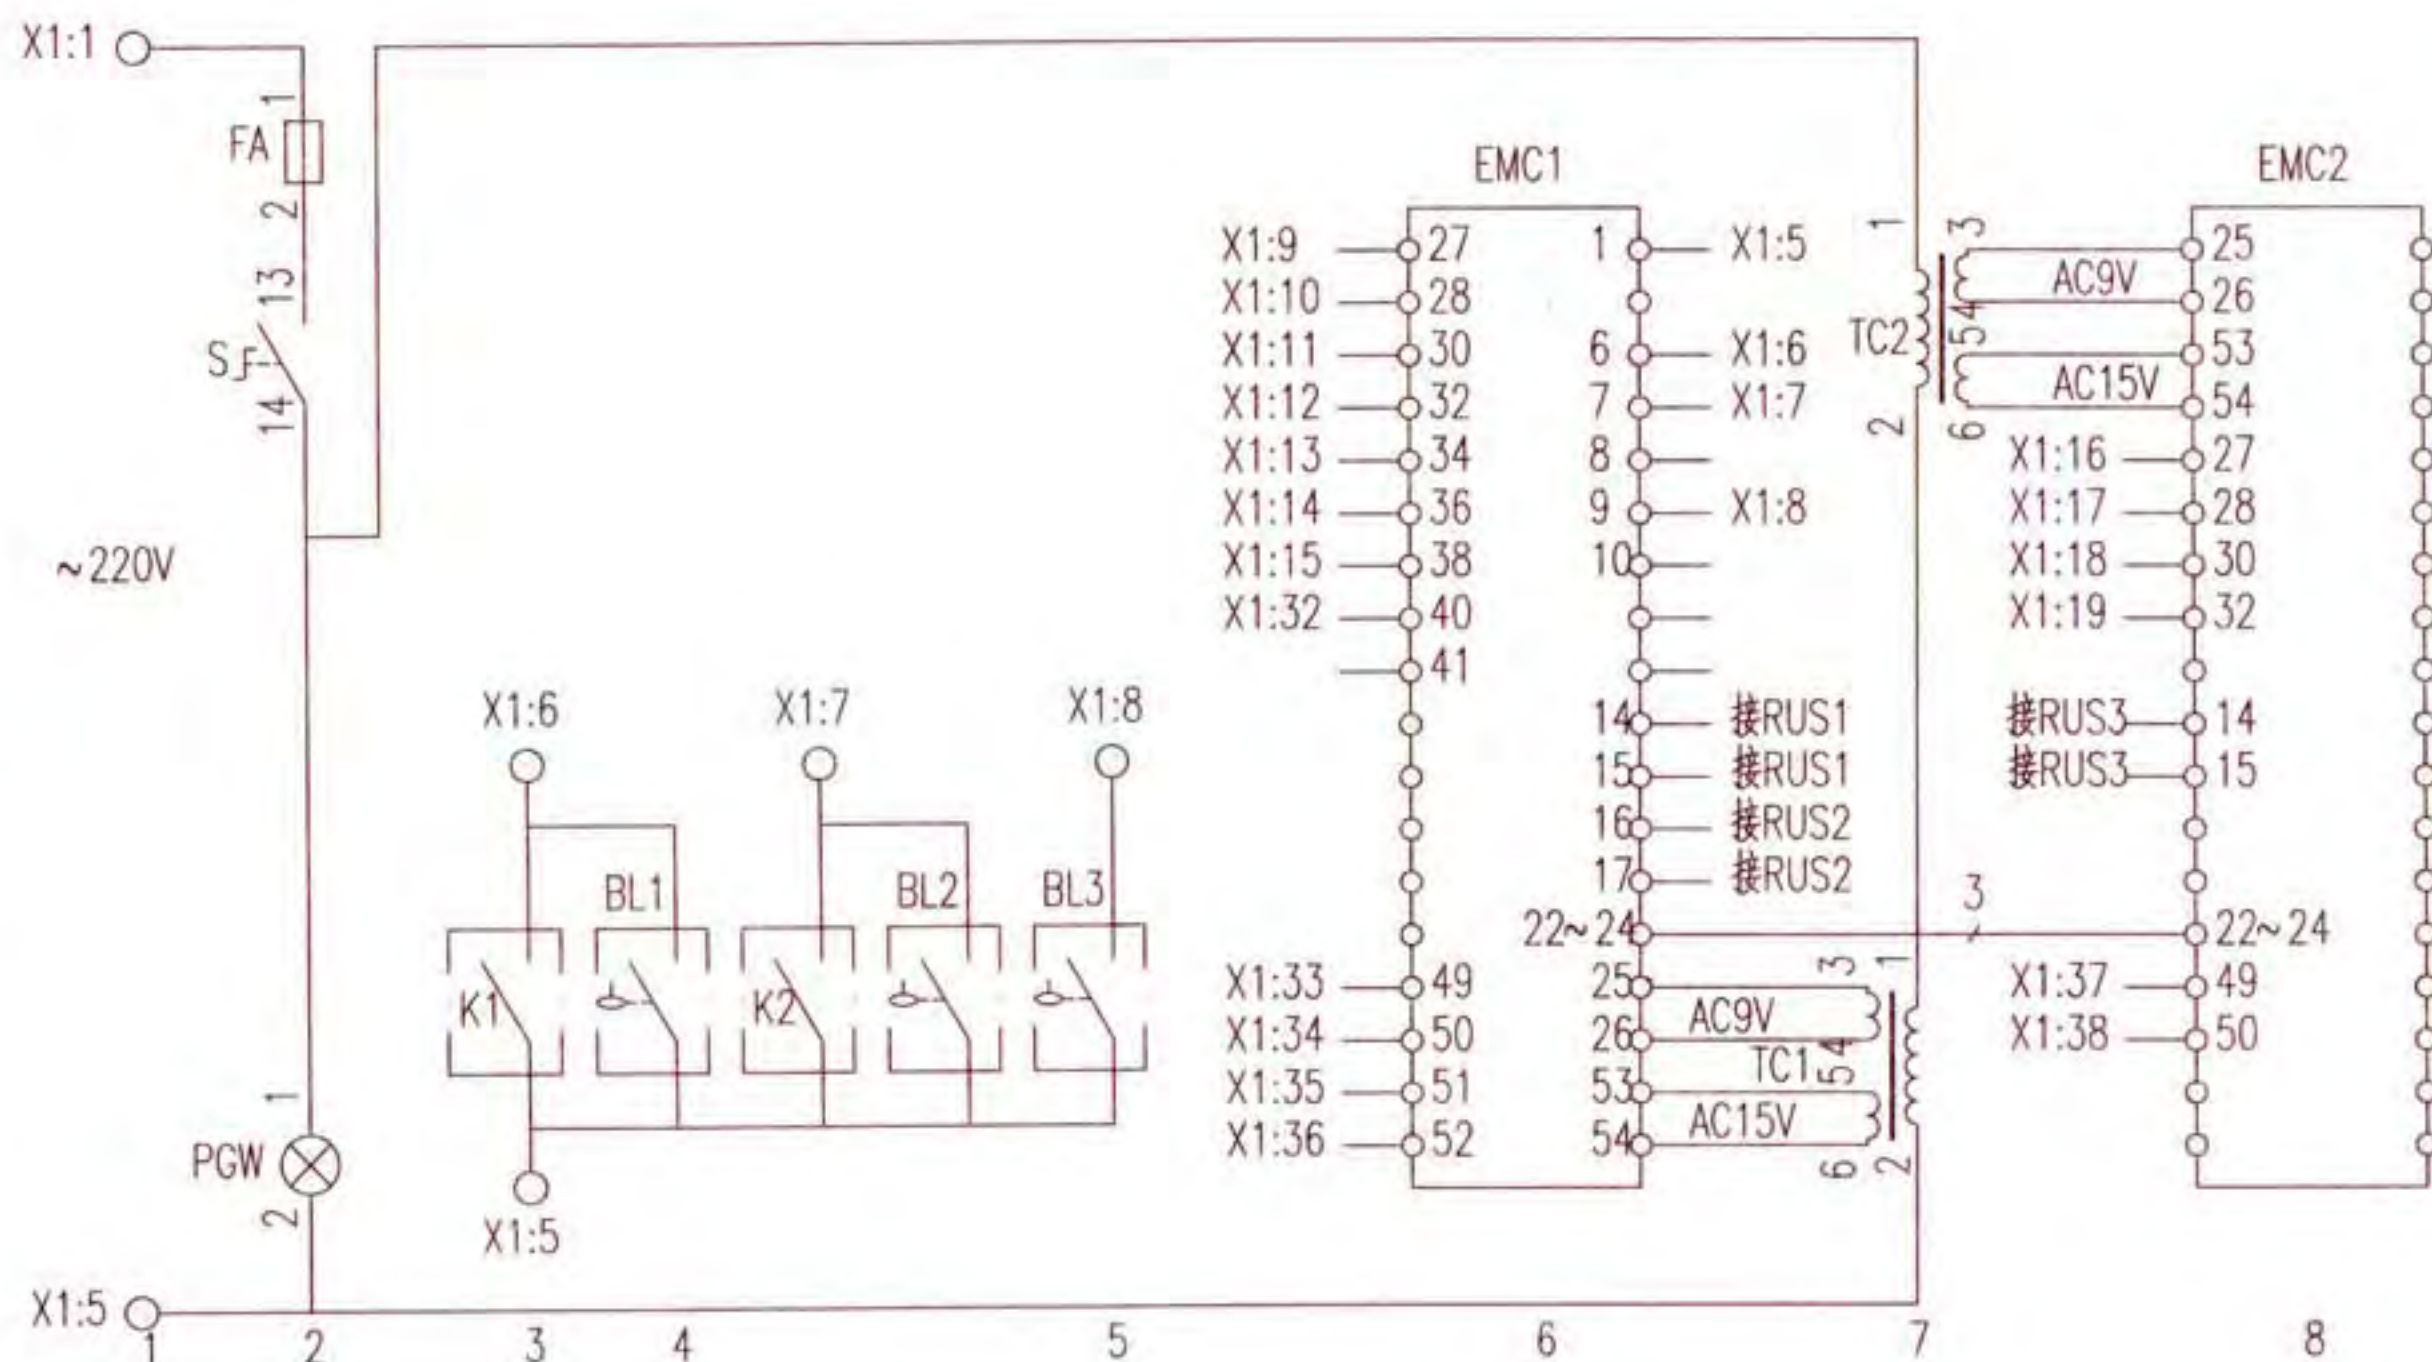 X1:1
1
FA
2
13
S
14
~220V
1
PGW
2
X1:5
X1:6
X1:7
X1:8
BL1
BL2
BL3
K1
K2
X1:5
EMC1
X1:9 27 1 X1:5
X1:10 28
X1:11 30 6 X1:6
X1:12 32 7 X1:7
X1:13 34 8
X1:14 36 9 X1:8
X1:15 38 10
X1:32 40
41
14 接RUS1
15 接RUS1
16 接RUS2
17 接RUS2
22~24
X1:33 49 25
X1:34 50 26
X1:35 51 53
X1:36 52 54
AC9V
AC15V
TC1
3
4
5
6
1
2
TC2
1
2
3
4
5
6
AC9V
AC15V
3
EMC2
25
26
53
54
X1:16 27
X1:17 28
X1:18 30
X1:19 32
接RUS3 14
接RUS3 15
22~24
X1:37 49
X1:38 50
1 2 3 4 5 6 7 8